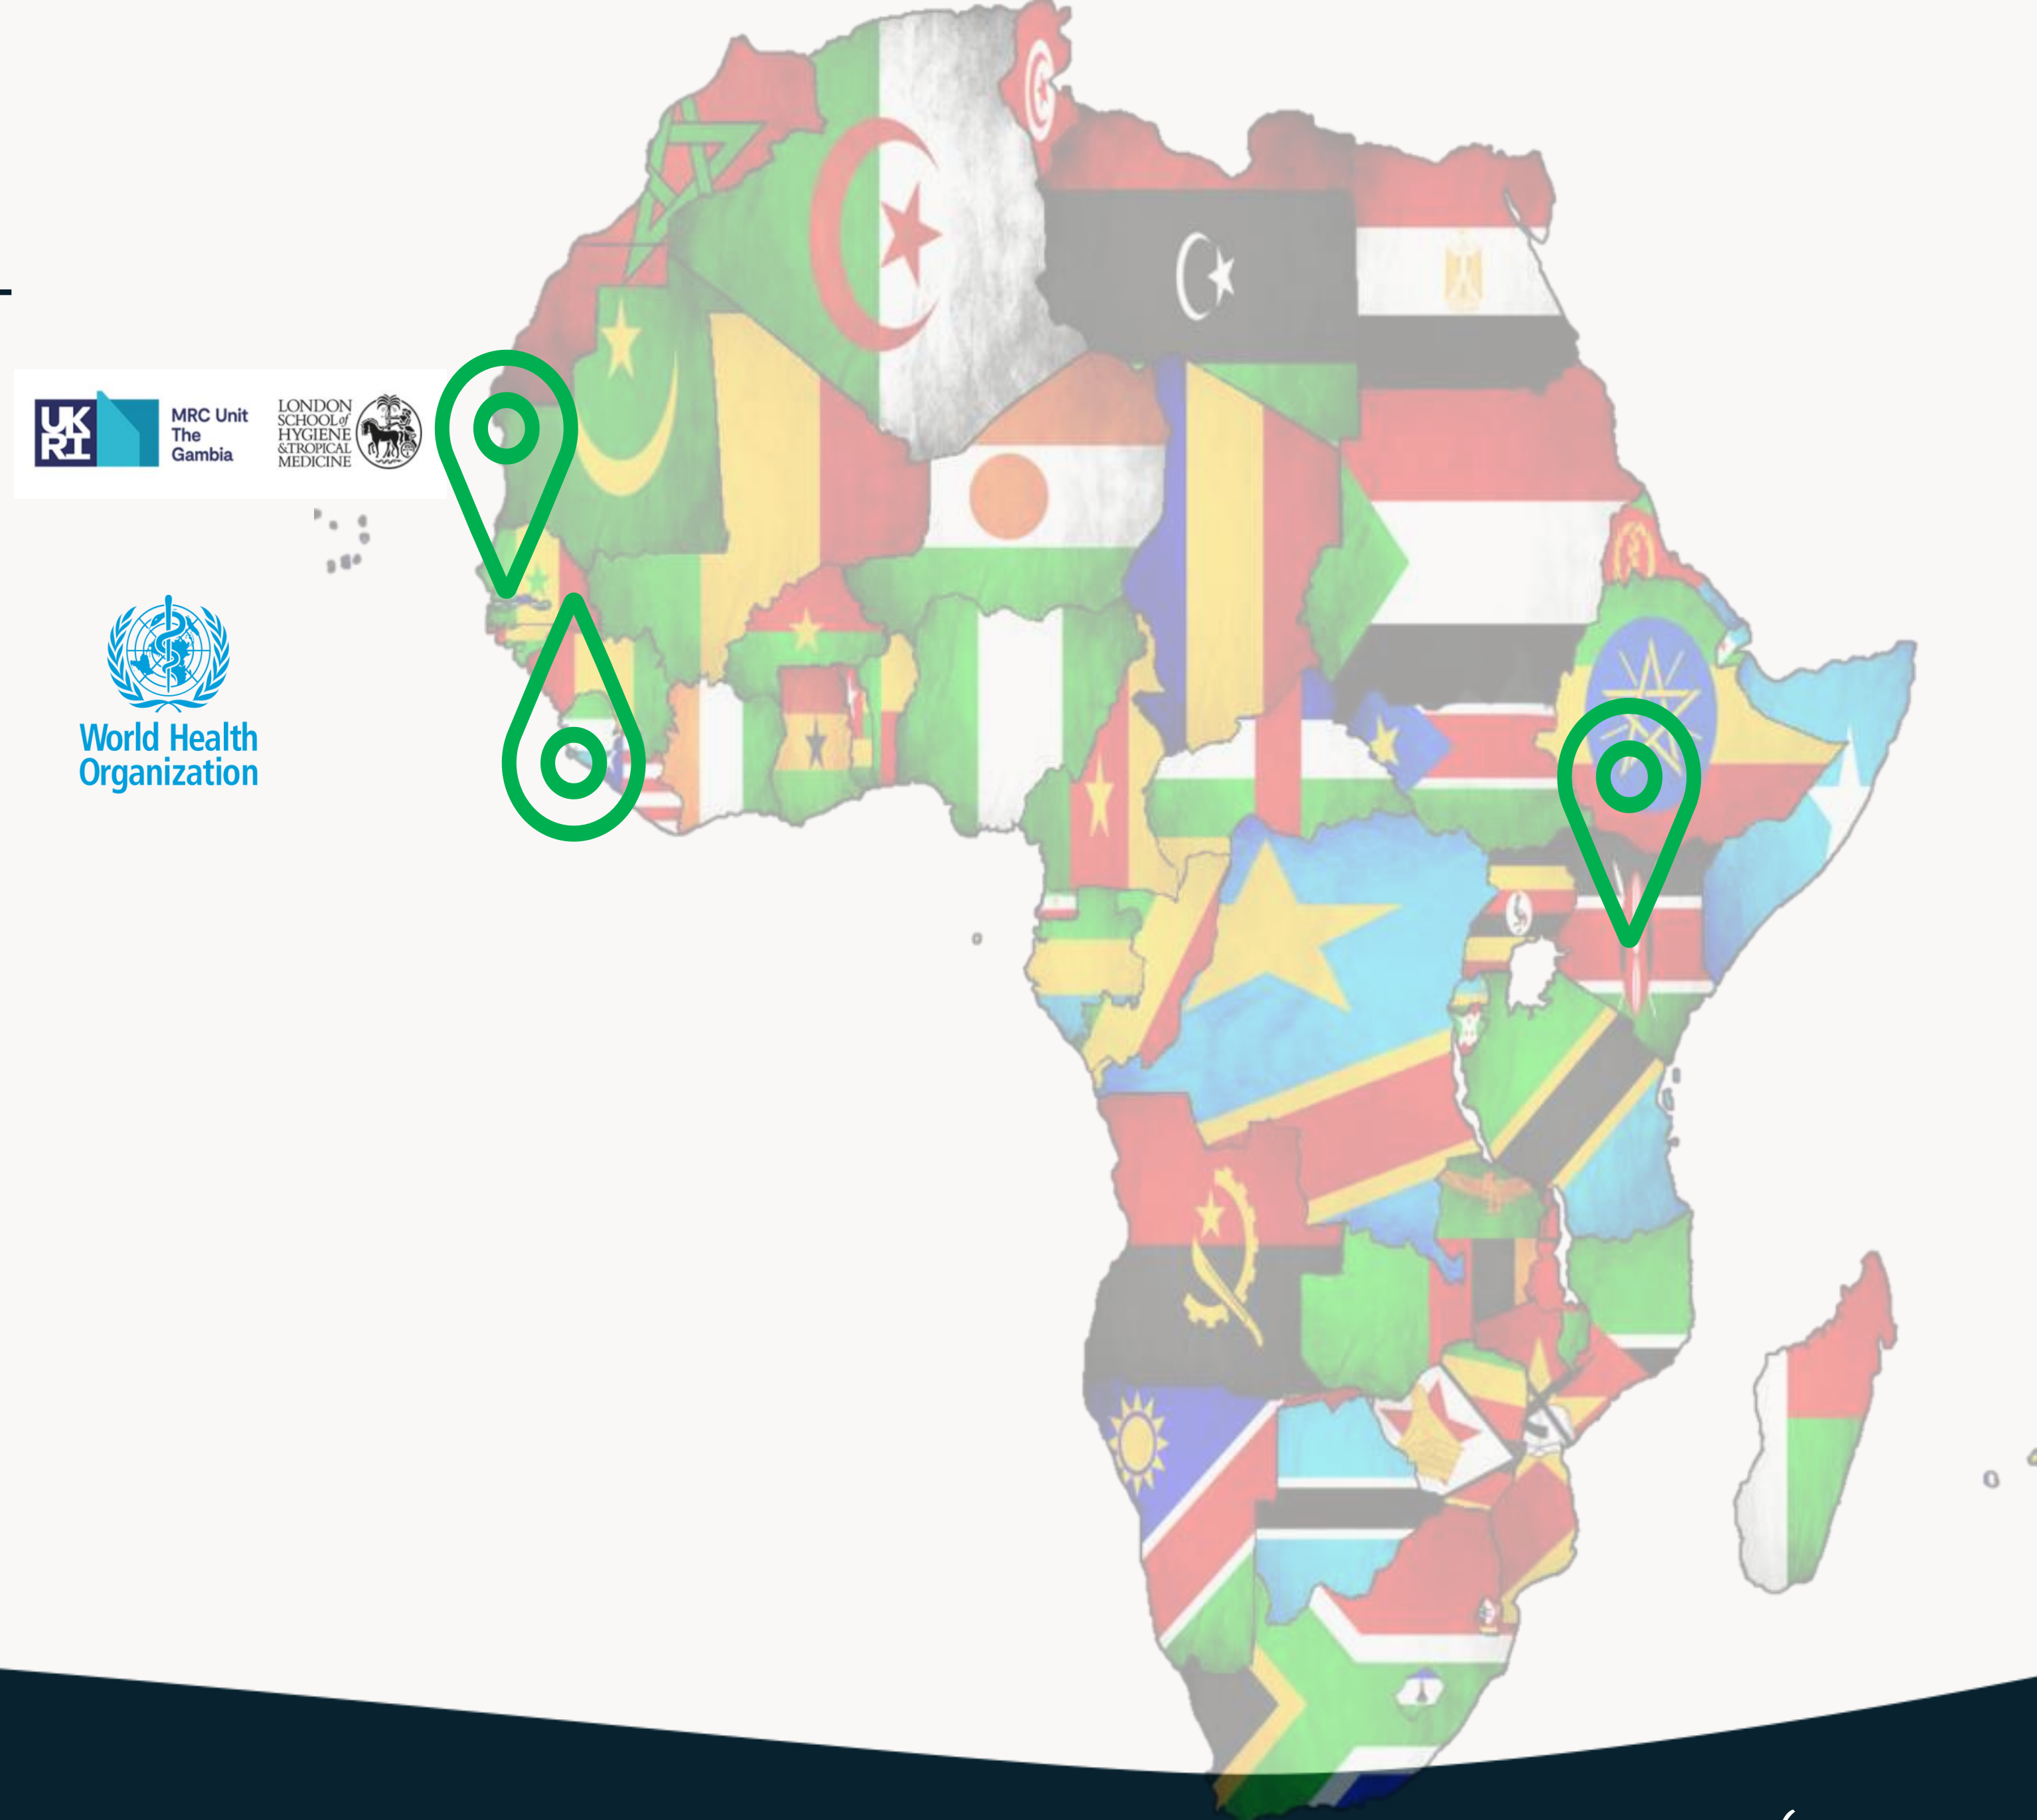 UK
RI
MRC Unit
The
Gambia
LONDON
SCHOOL of
HYGIENE
& TROPICAL
MEDICINE
World Health
Organization